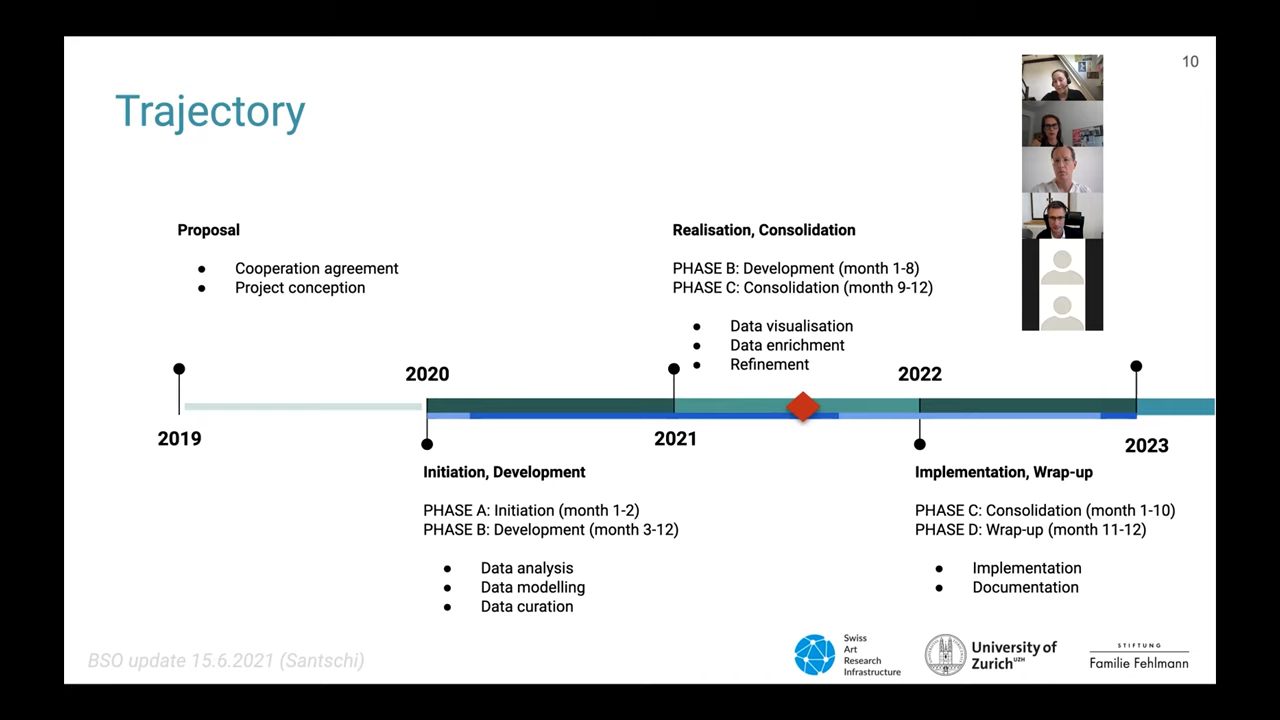 10
Trajectory
Proposal
● Cooperation agreement
● Project conception
Realisation, Consolidation
PHASE B: Development (month 1-8)
PHASE C: Consolidation (month 9-12)
● Data visualisation
● Data enrichment
● Refinement
2020
2022
2019
2021
2023
Initiation, Development
PHASE A: Initiation (month 1-2)
PHASE B: Development (month 3-12)
● Data analysis
● Data modelling
● Data curation
Implementation, Wrap-up
PHASE C: Consolidation (month 1-10)
PHASE D: Wrap-up (month 11-12)
● Implementation
● Documentation
BSO update 15.6.2021 (Santschi)
Swiss
Art
Research
Infrastructure
University of
Zurich UZH
STIFTUNG
Familie Fehlmann